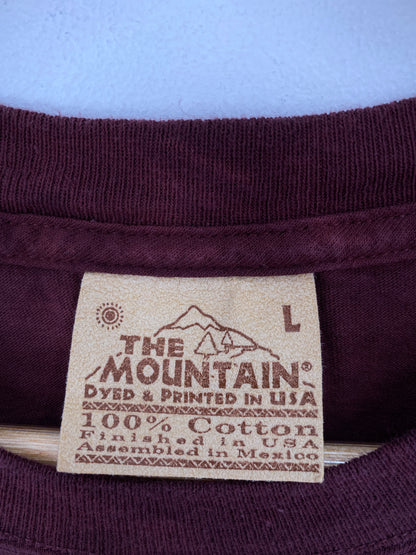 L
THE
MOUNTAIN®
DYED & PRINTED IN USA
100% Cotton
Finished in USA
Assembled in Mexico